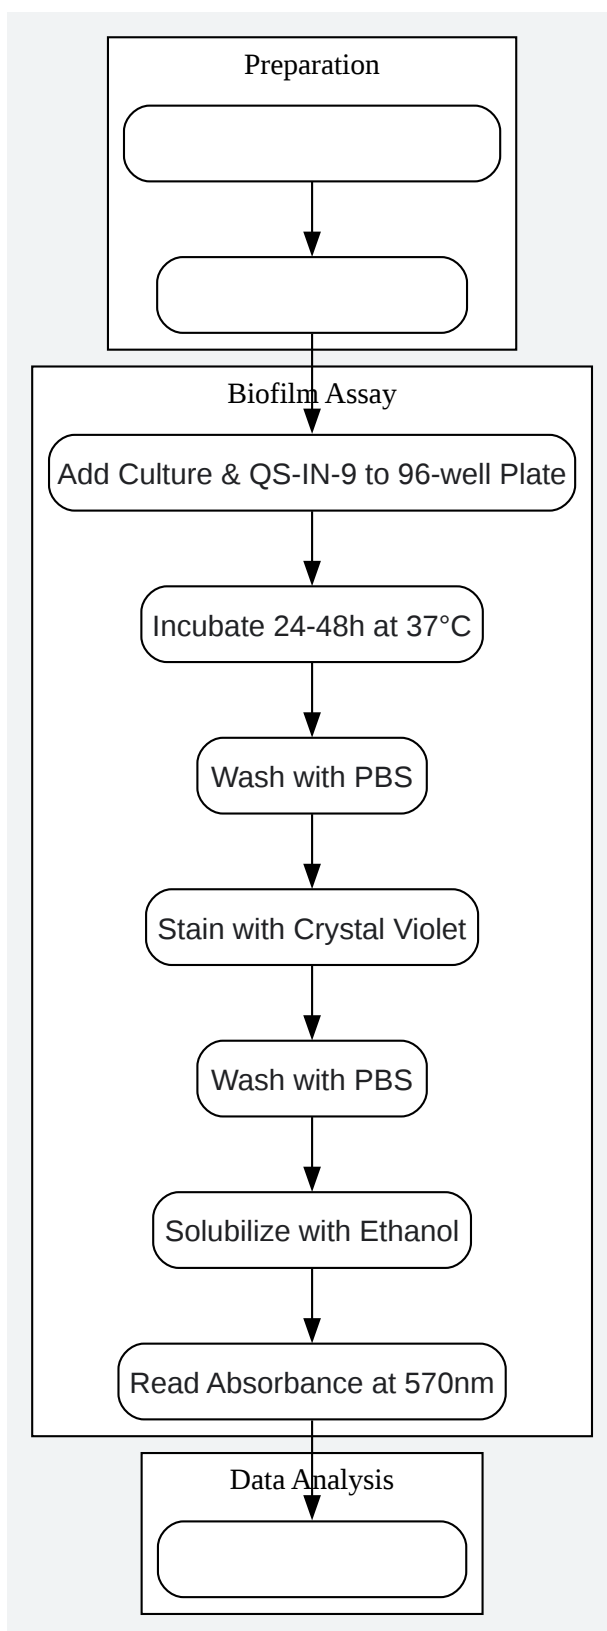 Preparation
Biofilm Assay
Add Culture & QS-IN-9 to 96-well Plate
Incubate 24-48h at 37°C
Wash with PBS
Stain with Crystal Violet
Wash with PBS
Solubilize with Ethanol
Read Absorbance at 570nm
Data Analysis